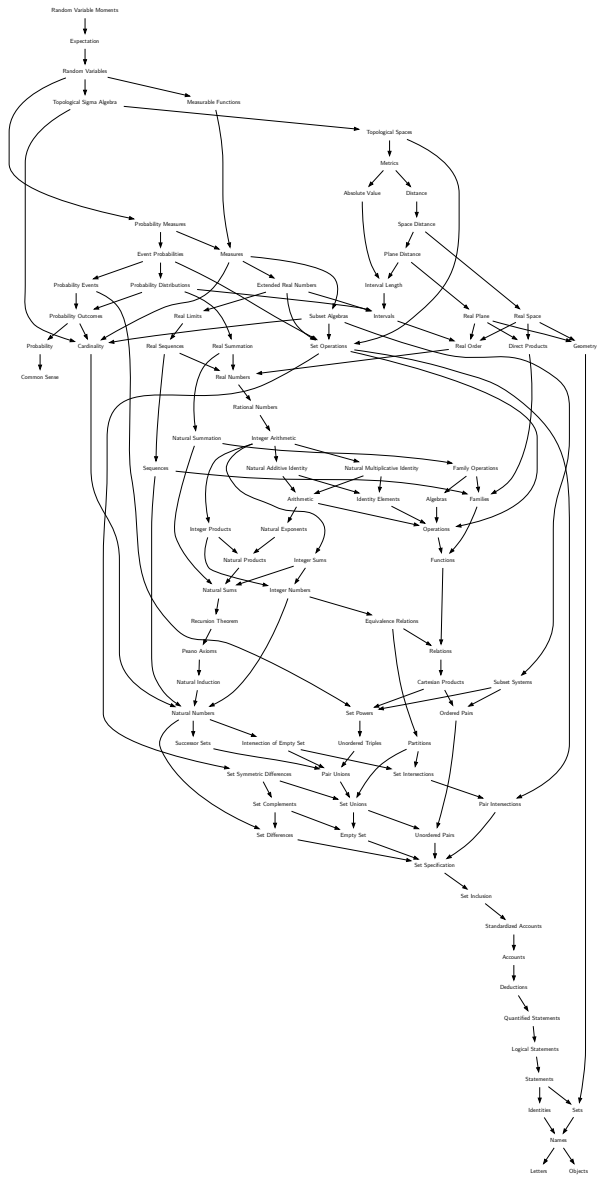 Random Variable Moments
Expectation
Random Variables
Topological Sigma Algebra Measurable Functions
Topological Spaces
Metrics
Absolute Value Distance
Probability Measures Space Distance
Event Probabilities Measures Plane Distance
Probability Events Probability Distributions Extended Real Numbers Interval Length
Probability Outcomes Real Limits Subset Algebras Intervals Real Plane Real Space
Probability Cardinality Real Sequences Real Summation Set Operations Real Order Direct Products Geometry
Common Sense Real Numbers
Rational Numbers
Natural Summation Integer Arithmetic
Sequences Natural Additive Identity Natural Multiplicative Identity Family Operations
Arithmetic Identity Elements Algebras Families
Integer Products Natural Exponents Operations
Natural Products Integer Sums Functions
Natural Sums Integer Numbers
Recursion Theorem Equivalence Relations
Peano Axioms Relations
Natural Induction Cartesian Products Subset Systems
Natural Numbers Set Powers Ordered Pairs
Successor Sets Intersection of Empty Set Unordered Triples Partitions
Set Symmetric Differences Pair Unions Set Intersections
Set Complements Set Unions Pair Intersections
Set Differences Empty Set Unordered Pairs
Set Specification
Set Inclusion
Standardized Accounts
Accounts
Deductions
Quantified Statements
Logical Statements
Statements
Identities Sets
Names
Letters Objects